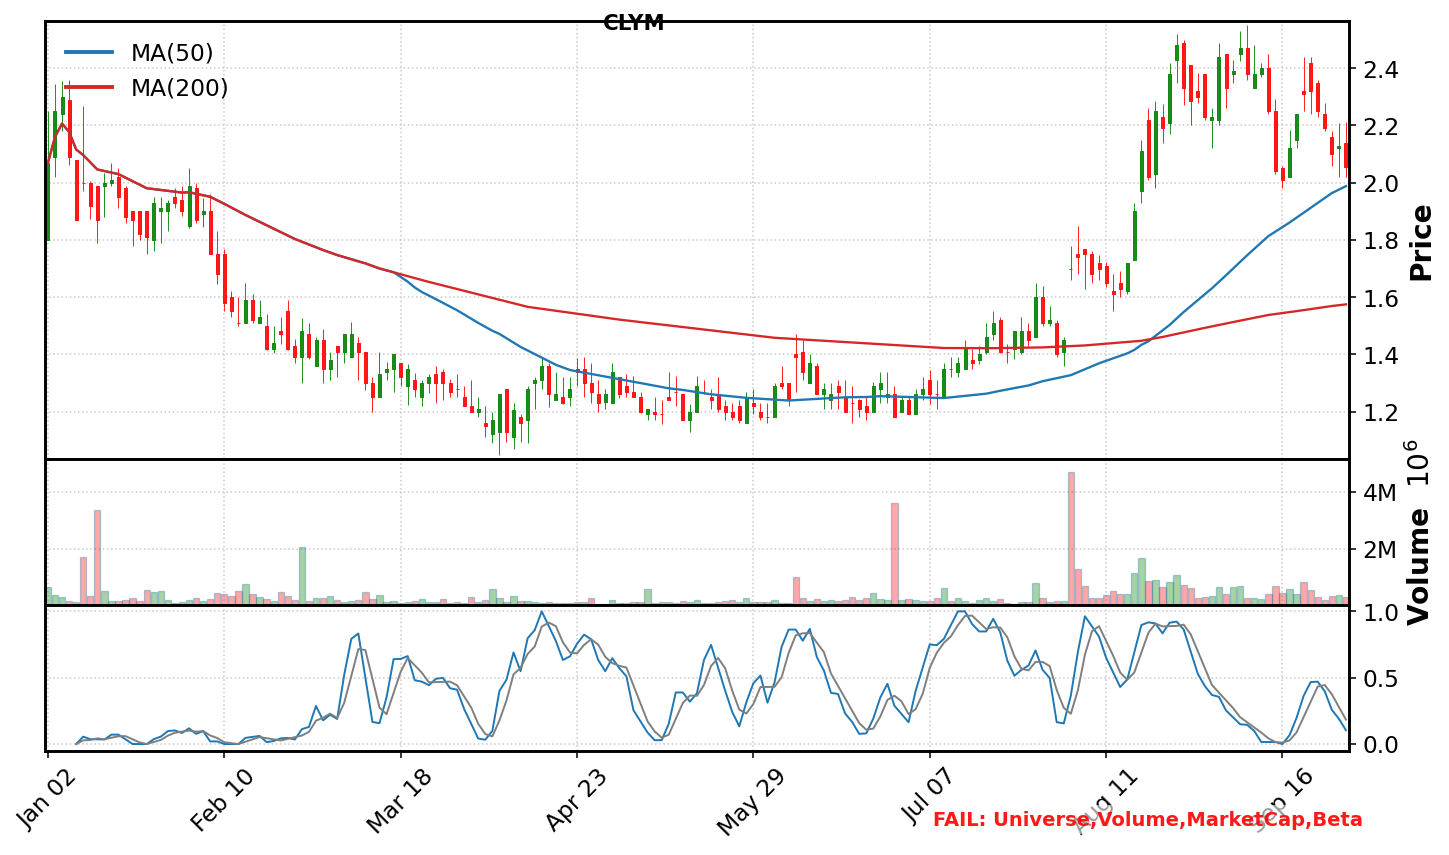 CLYM
MA(50)
MA(200)
2.4
2.2
2.0
1.8
1.6
1.4
1.2
Price
4M
2M
Volume 10^6
1.0
0.5
0.0
Jan 02
Feb 10
Mar 18
Apr 23
May 29
Jul 07
Aug 11
Sep 16
FAIL: Universe,Volume,MarketCap,Beta